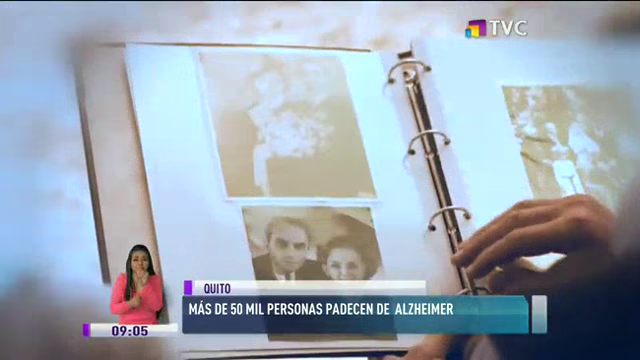 TVC
QUITO
MÁS DE 50 MIL PERSONAS PADECEN DE ALZHEIMER
09:05